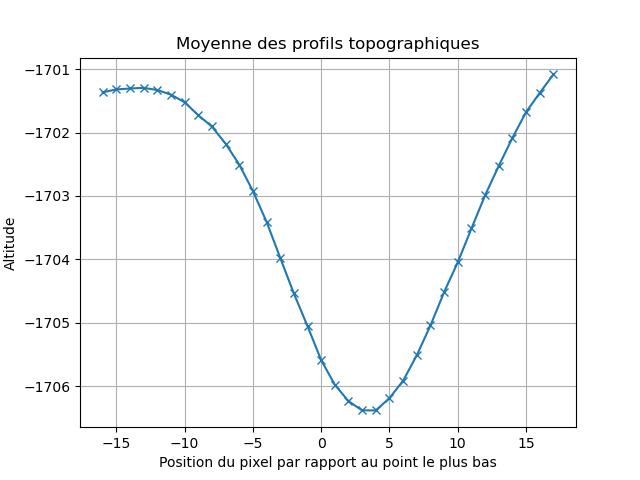 Moyenne des profils topographiques
−1701
−1702
−1703
−1704
−1705
−1706
Altitude
−15 −10 −5 0 5 10 15
Position du pixel par rapport au point le plus bas